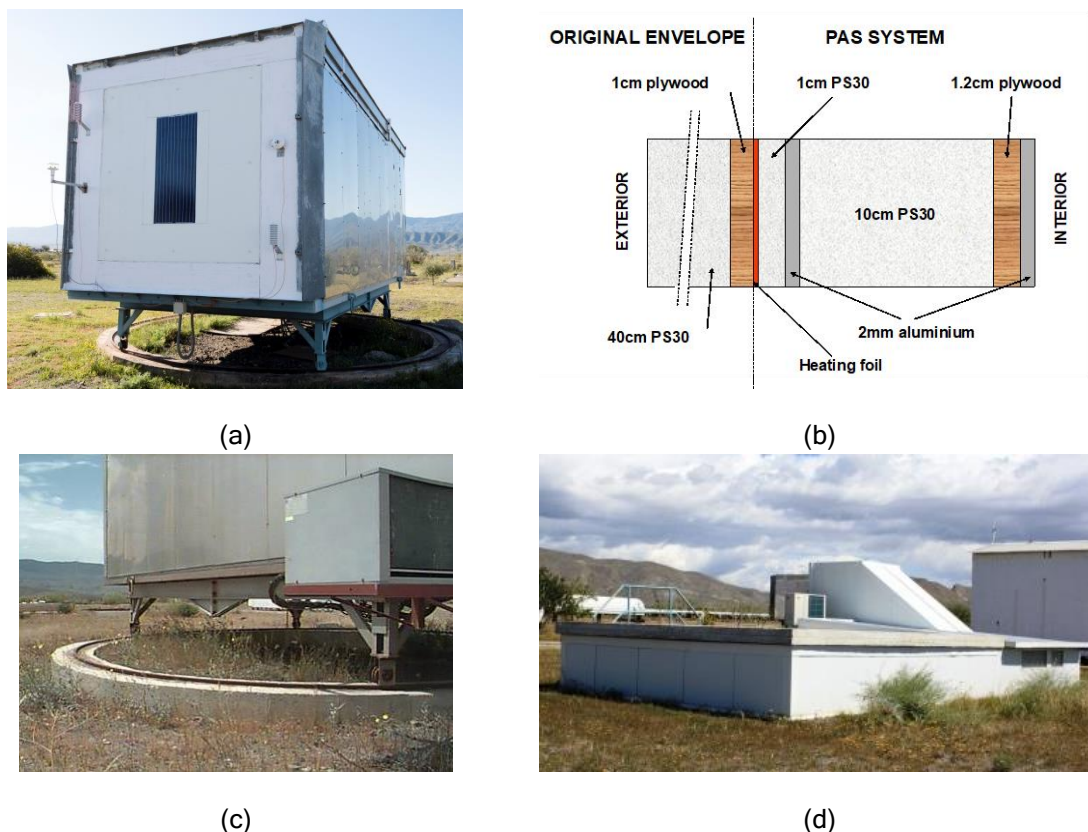 ORIGINAL ENVELOPE
PAS SYSTEM
1cm plywood
1cm PS30
1.2cm plywood
EXTERIOR
10cm PS30
INTERIOR
40cm PS30
2mm aluminium
Heating foil
(a)
(b)
(c)
(d)